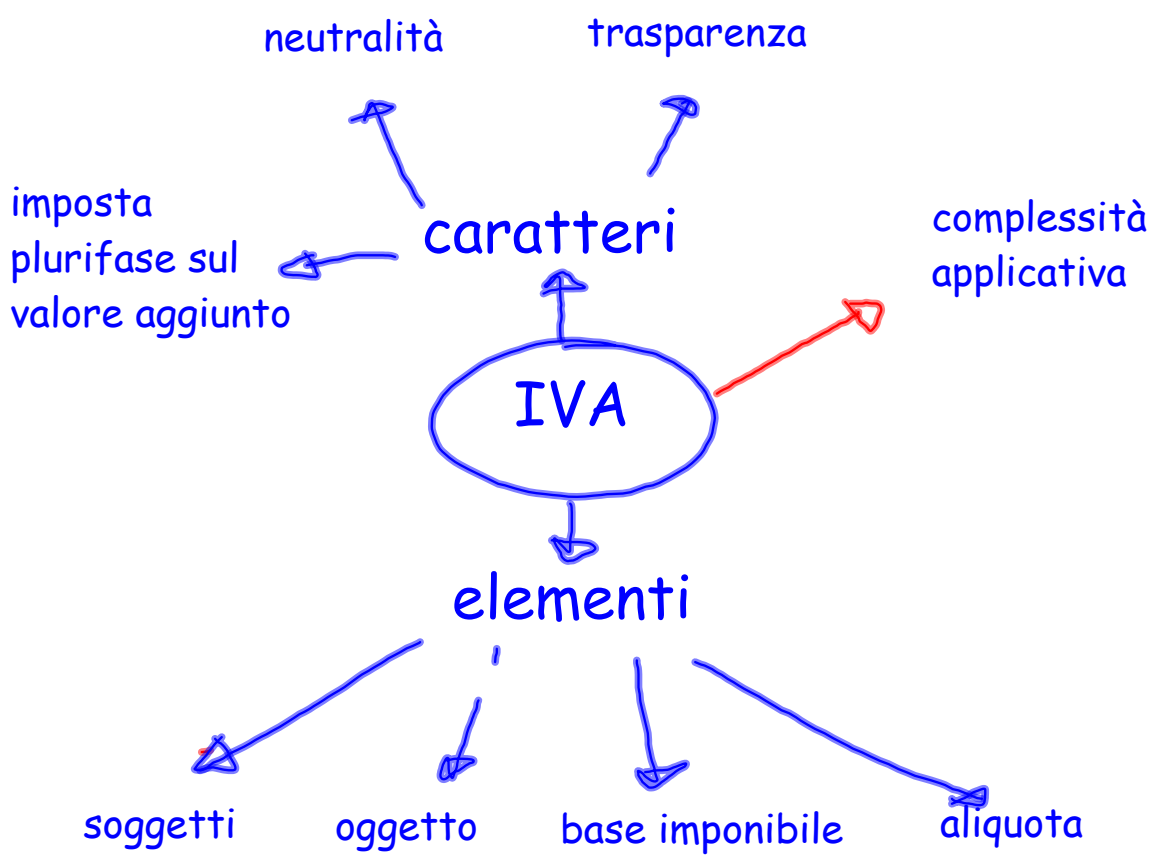 neutralità
trasparenza
imposta
plurifase sul
valore aggiunto
caratteri
complessità
applicativa
IVA
elementi
soggetti
oggetto
base imponibile
aliquota